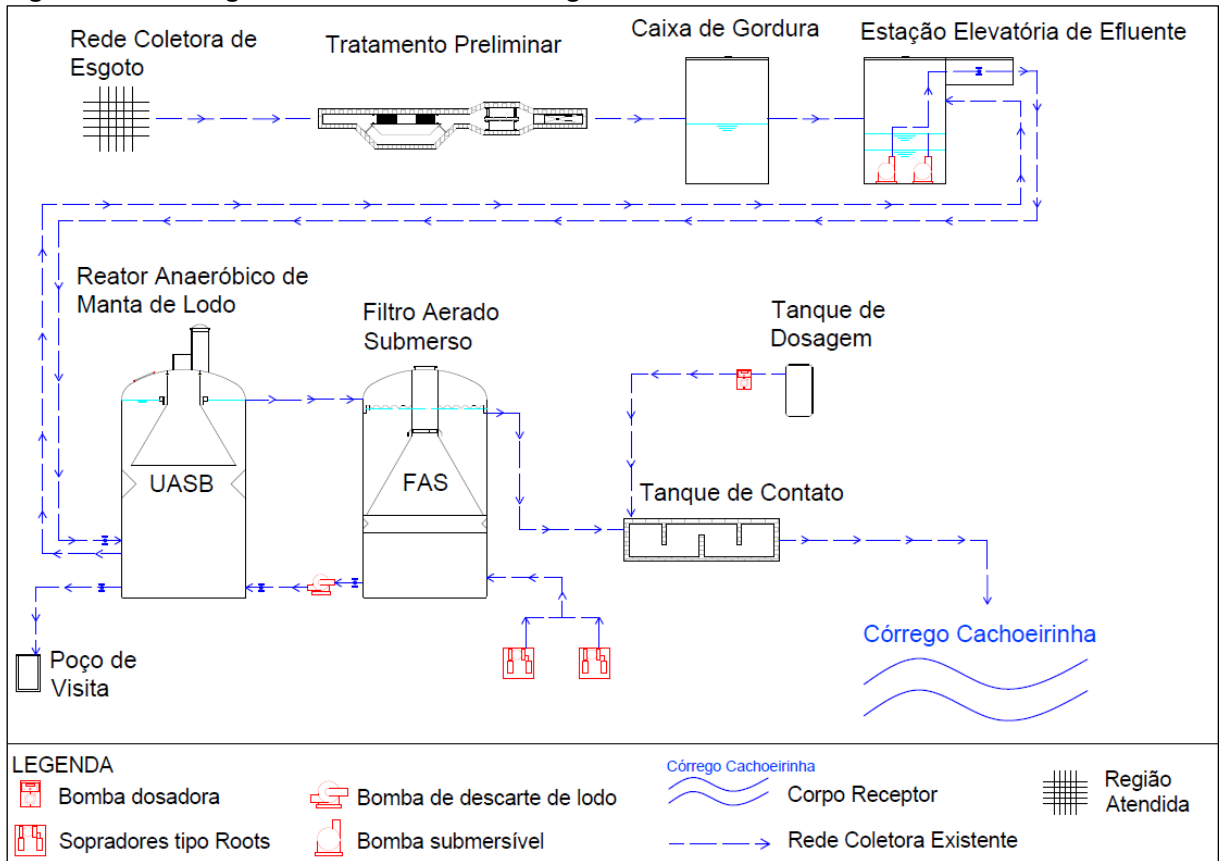 Rede Coletora de
Esgoto
Tratamento Preliminar
Caixa de Gordura
Estação Elevatória de Efluente
Reator Anaeróbico de
Manta de Lodo
Filtro Aerado
Submerso
Tanque de
Dosagem
UASB
FAS
Tanque de Contato
Poço de
Visita
Córrego Cachoeirinha
LEGENDA
Bomba dosadora
Bomba de descarte de lodo
Córrego Cachoeirinha
Corpo Receptor
Região
Atendida
Sopradores tipo Roots
Bomba submersível
Rede Coletora Existente